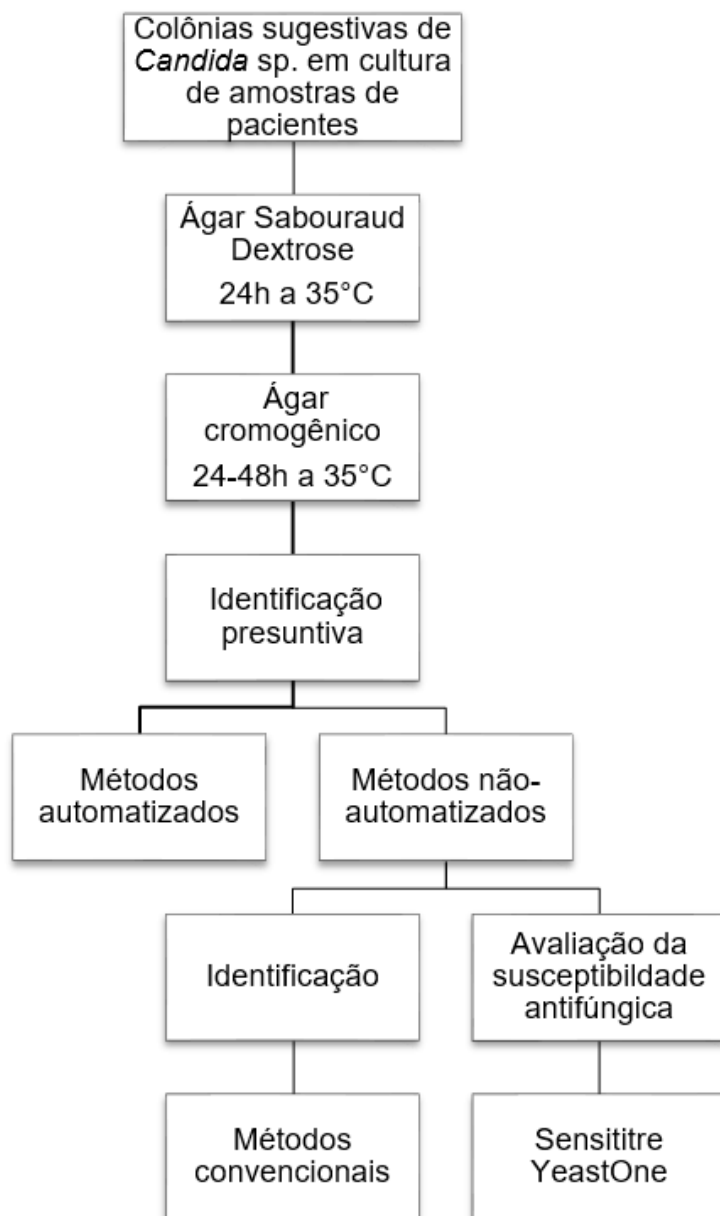 Colônias sugestivas de
Candida sp. em cultura
de amostras de
pacientes
Ágar Sabouraud
Dextrose
24h a 35°C
Ágar
cromogênico
24-48h a 35°C
Identificação
presuntiva
Métodos
automatizados
Métodos não-
automatizados
Identificação
Avaliação da
susceptibildade
antifúngica
Métodos
convencionais
Sensititre
YeastOne